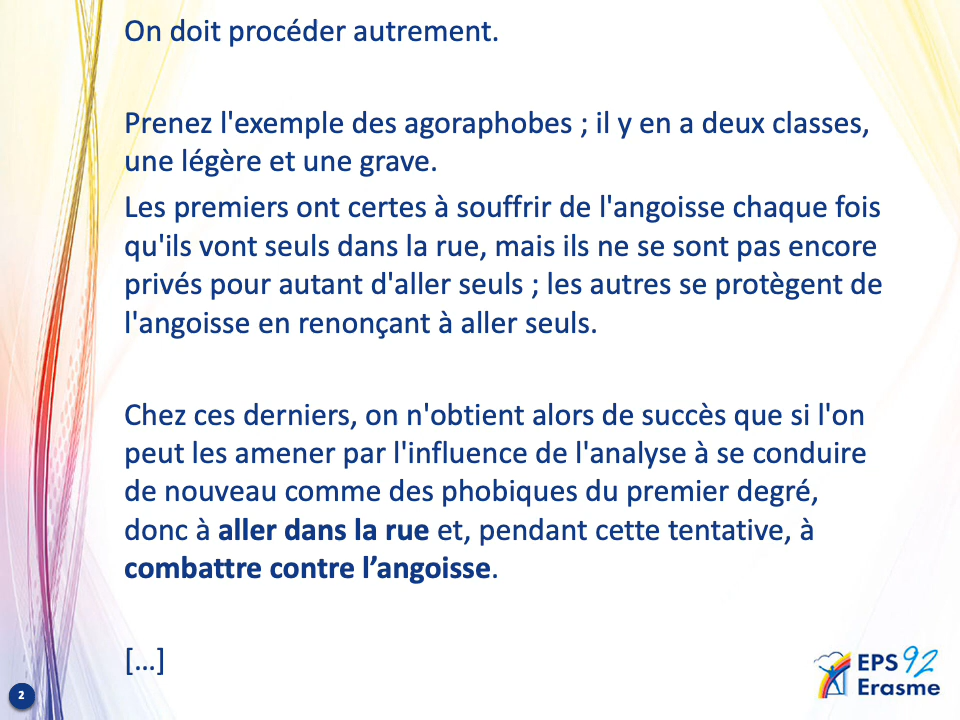 On doit procéder autrement.
Prenez l'exemple des agoraphobes ; il y en a deux classes,
une légère et une grave.
Les premiers ont certes à souffrir de l'angoisse chaque fois
qu'ils vont seuls dans la rue, mais ils ne se sont pas encore
privés pour autant d'aller seuls ; les autres se protègent de
l'angoisse en renonçant à aller seuls.
Chez ces derniers, on n'obtient alors de succès que si l'on
peut les amener par l'influence de l'analyse à se conduire
de nouveau comme des phobiques du premier degré,
donc à aller dans la rue et, pendant cette tentative, à
combattre contre l’angoisse.
[...]
2
EPS 92
Erasme